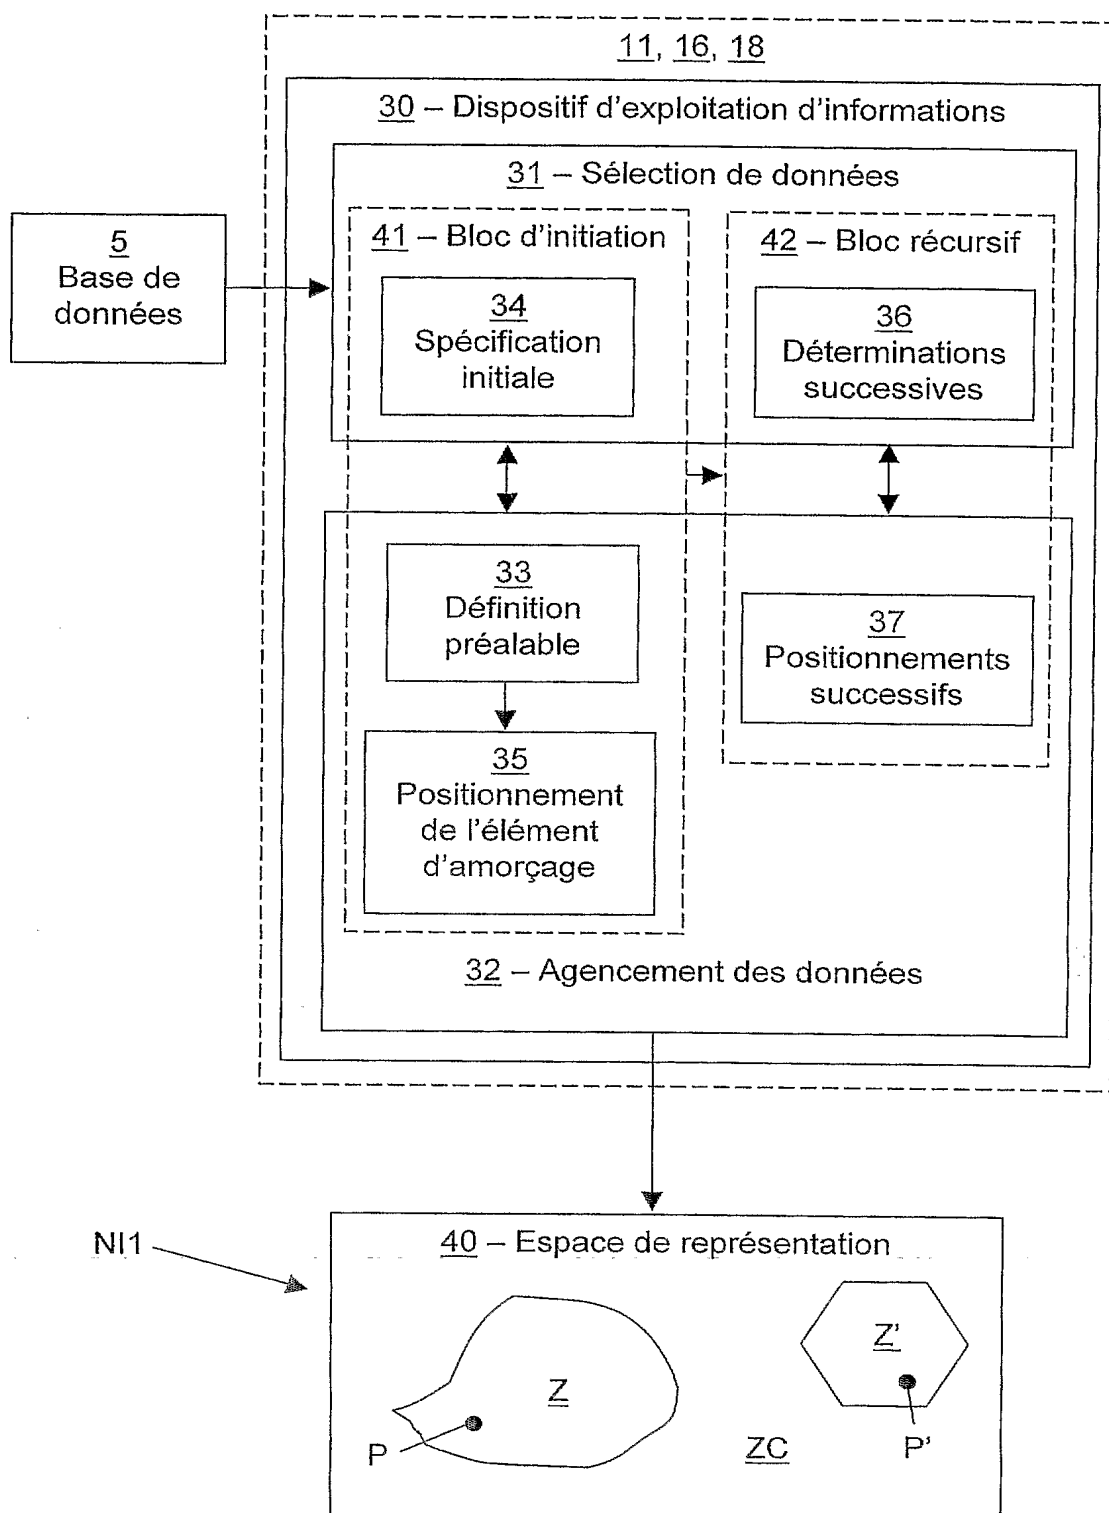 11, 16, 18
30 – Dispositif d'exploitation d'informations
31 – Sélection de données
5
Base de
données
41 – Bloc d'initiation
42 – Bloc récursif
34
Spécification
initiale
36
Déterminations
successives
33
Définition
préalable
37
Positionnements
successifs
35
Positionnement
de l'élément
d'amorçage
32 – Agencement des données
NI1
40 – Espace de représentation
Z
Z'
P
ZC
P'